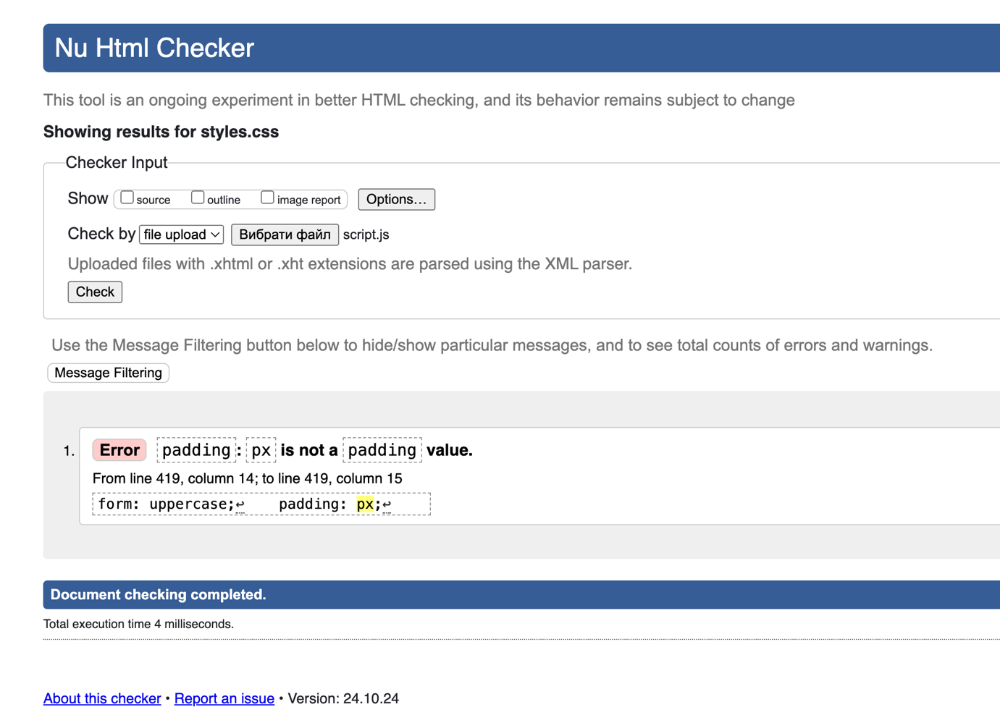 Nu Html Checker
This tool is an ongoing experiment in better HTML checking, and its behavior remains subject to change
Showing results for styles.css
Checker Input
Show source outline image report Options...
Check by file upload Вибрати файл script.js
Uploaded files with .xhtml or .xht extensions are parsed using the XML parser.
Check
Use the Message Filtering button below to hide/show particular messages, and to see total counts of errors and warnings.
Message Filtering
1. Error padding: px is not a padding value.
From line 419, column 14; to line 419, column 15
form: uppercase;↩ padding: px;↩
Document checking completed.
Total execution time 4 milliseconds.
About this checker • Report an issue • Version: 24.10.24